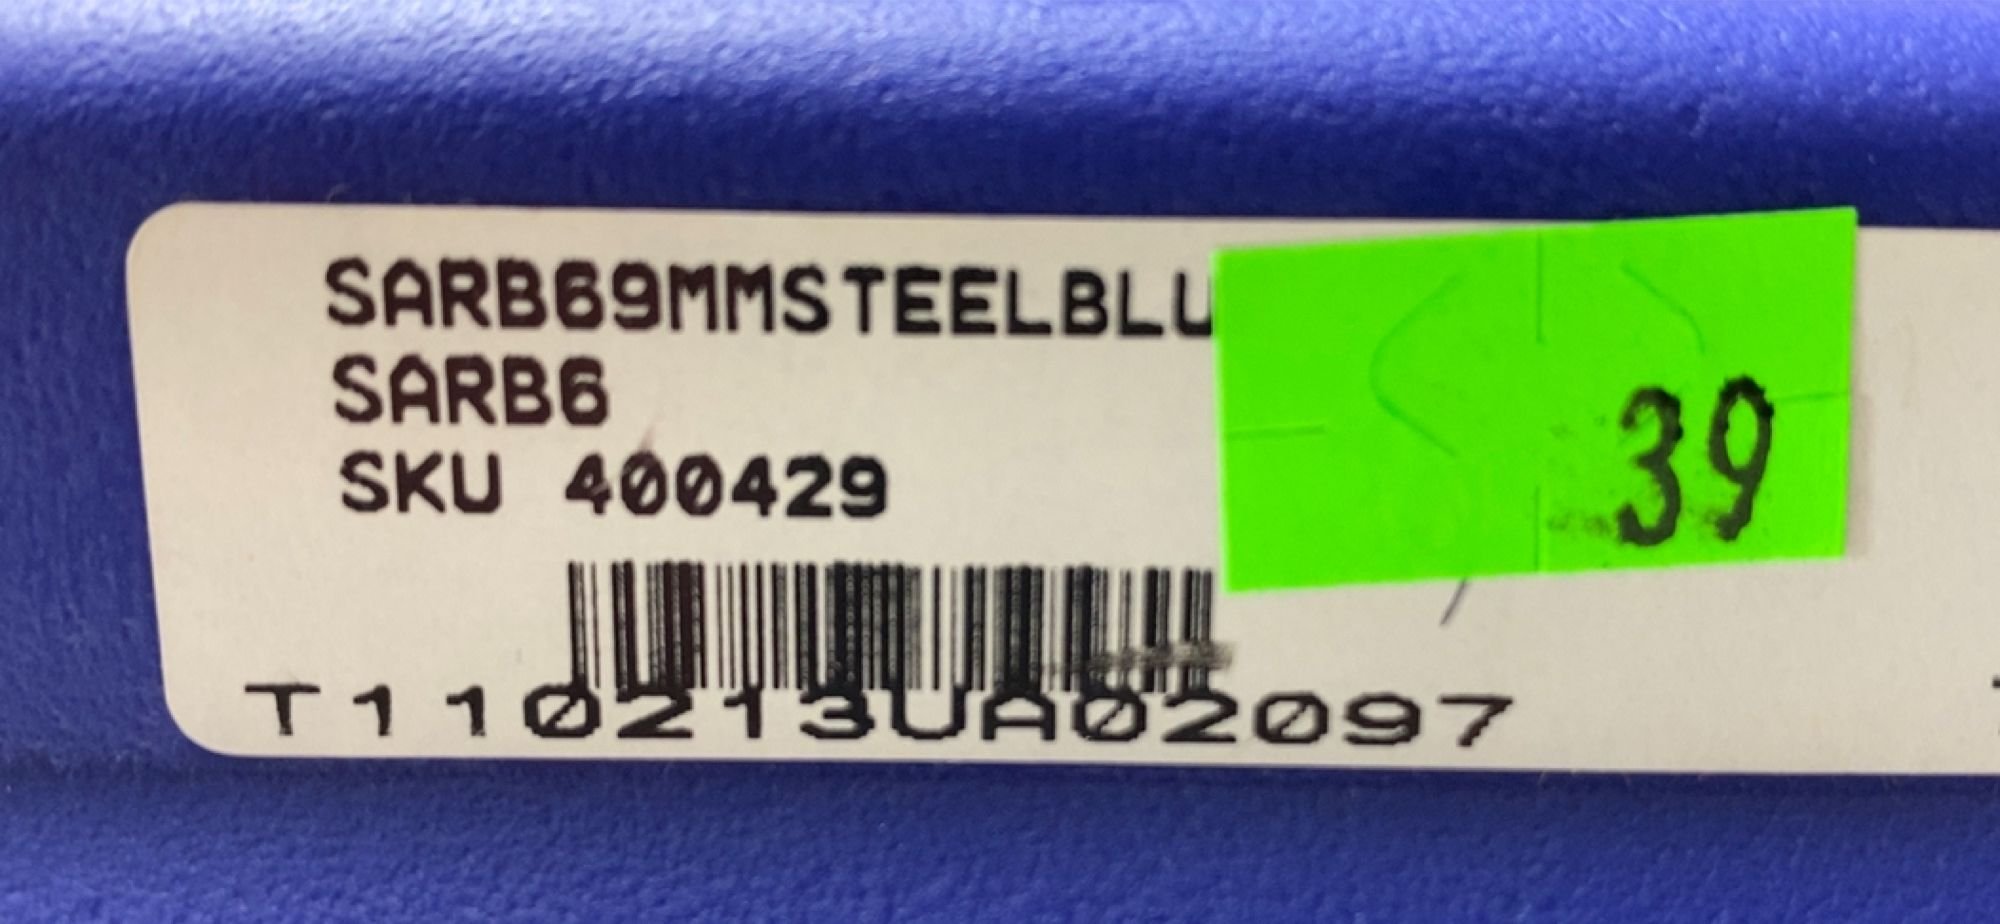 SARB69MMSTEELBLU
SARB6
SKU 400429
39
T110213UA02097